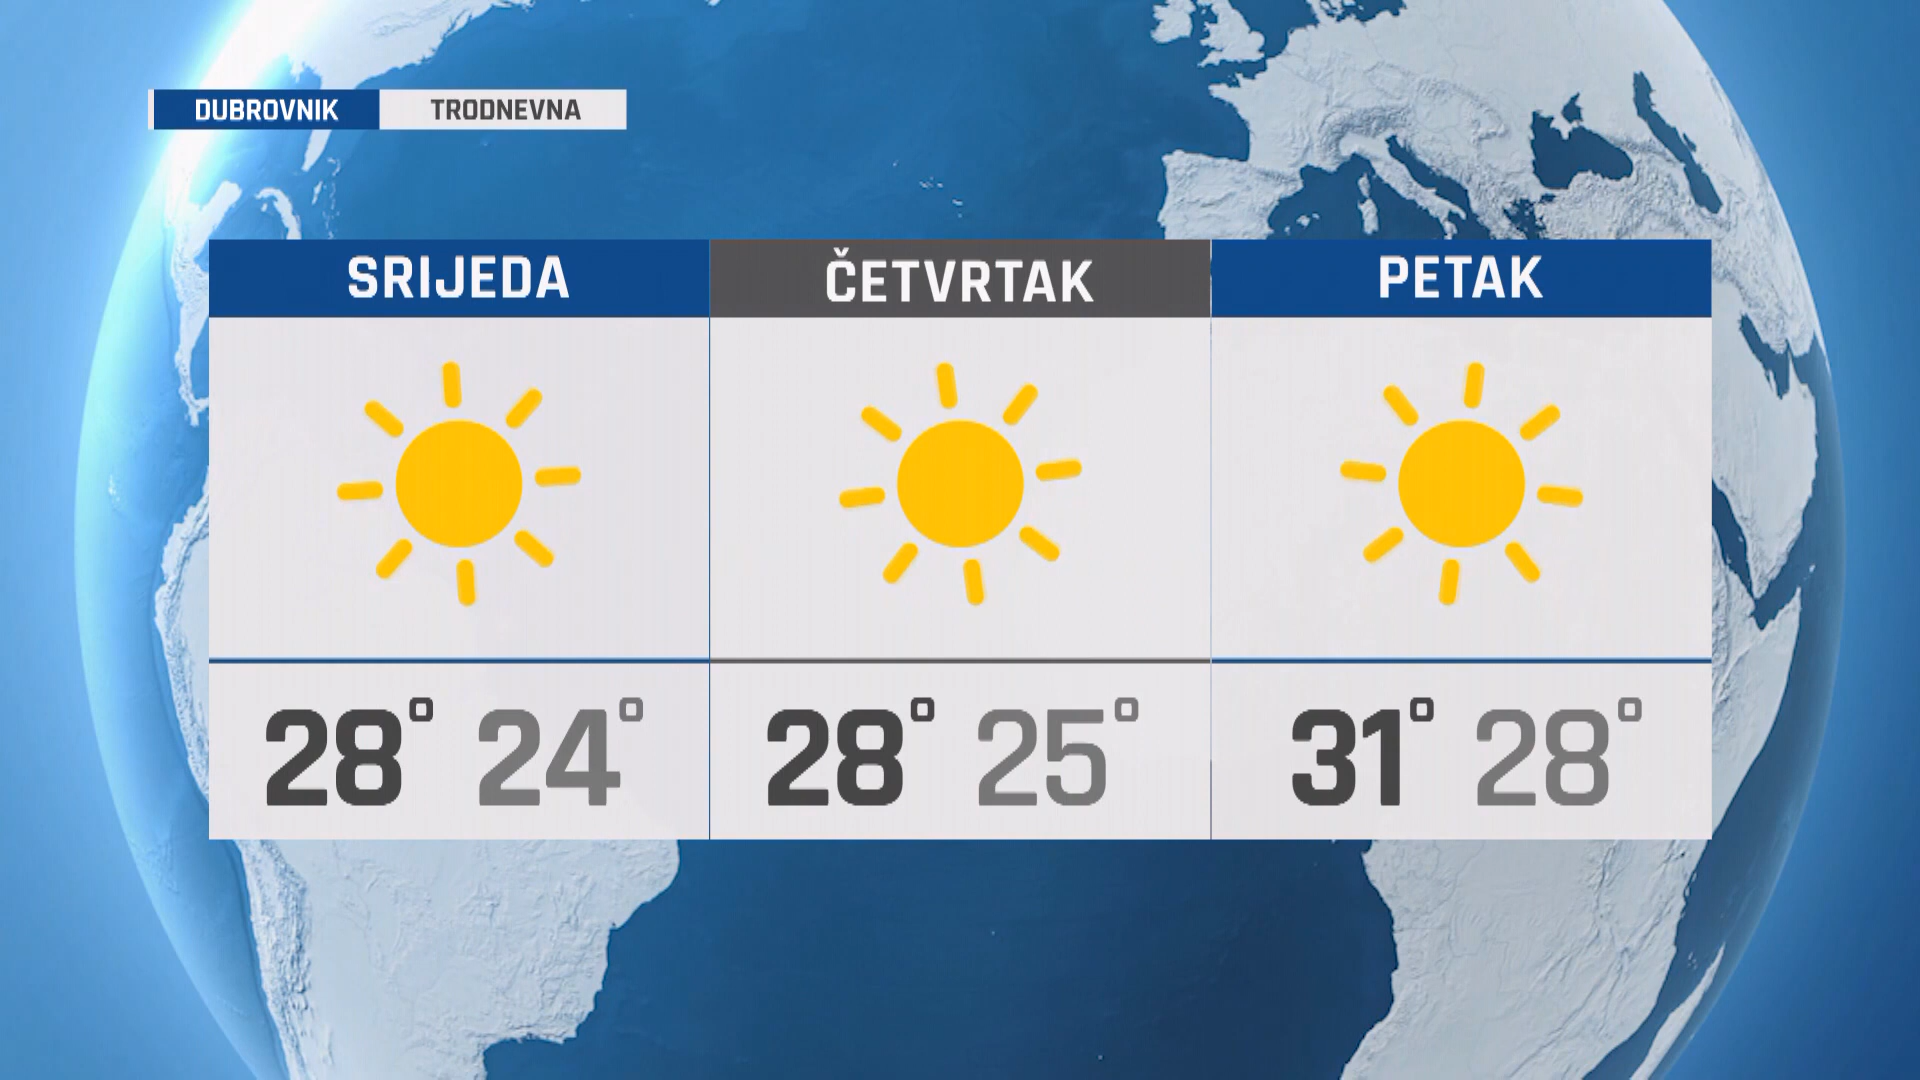 DUBROVNIK TRODNEVNA
SRIJEDA ČETVRTAK PETAK
28° 24° 28° 25° 31° 28°